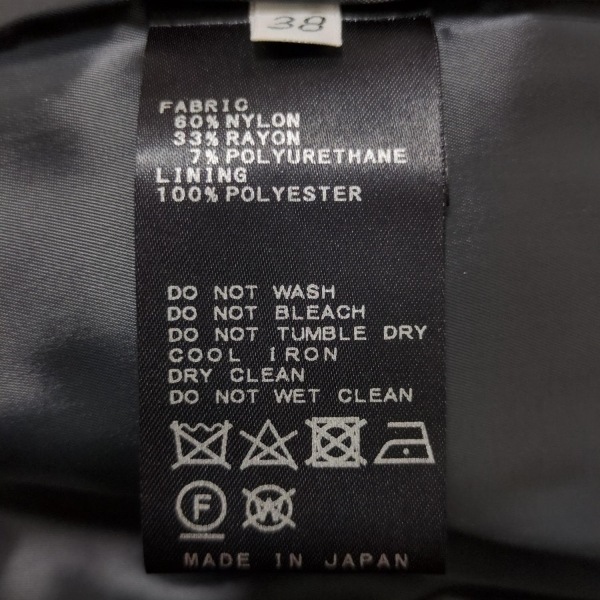 38
FABRIC
60% NYLON
33% RAYON
7% POLYURETHANE
LINING
100% POLYESTER
DO NOT WASH
DO NOT BLEACH
DO NOT TUMBLE DRY
COOL IRON
DRY CLEAN
DO NOT WET CLEAN
F W
MADE IN JAPAN